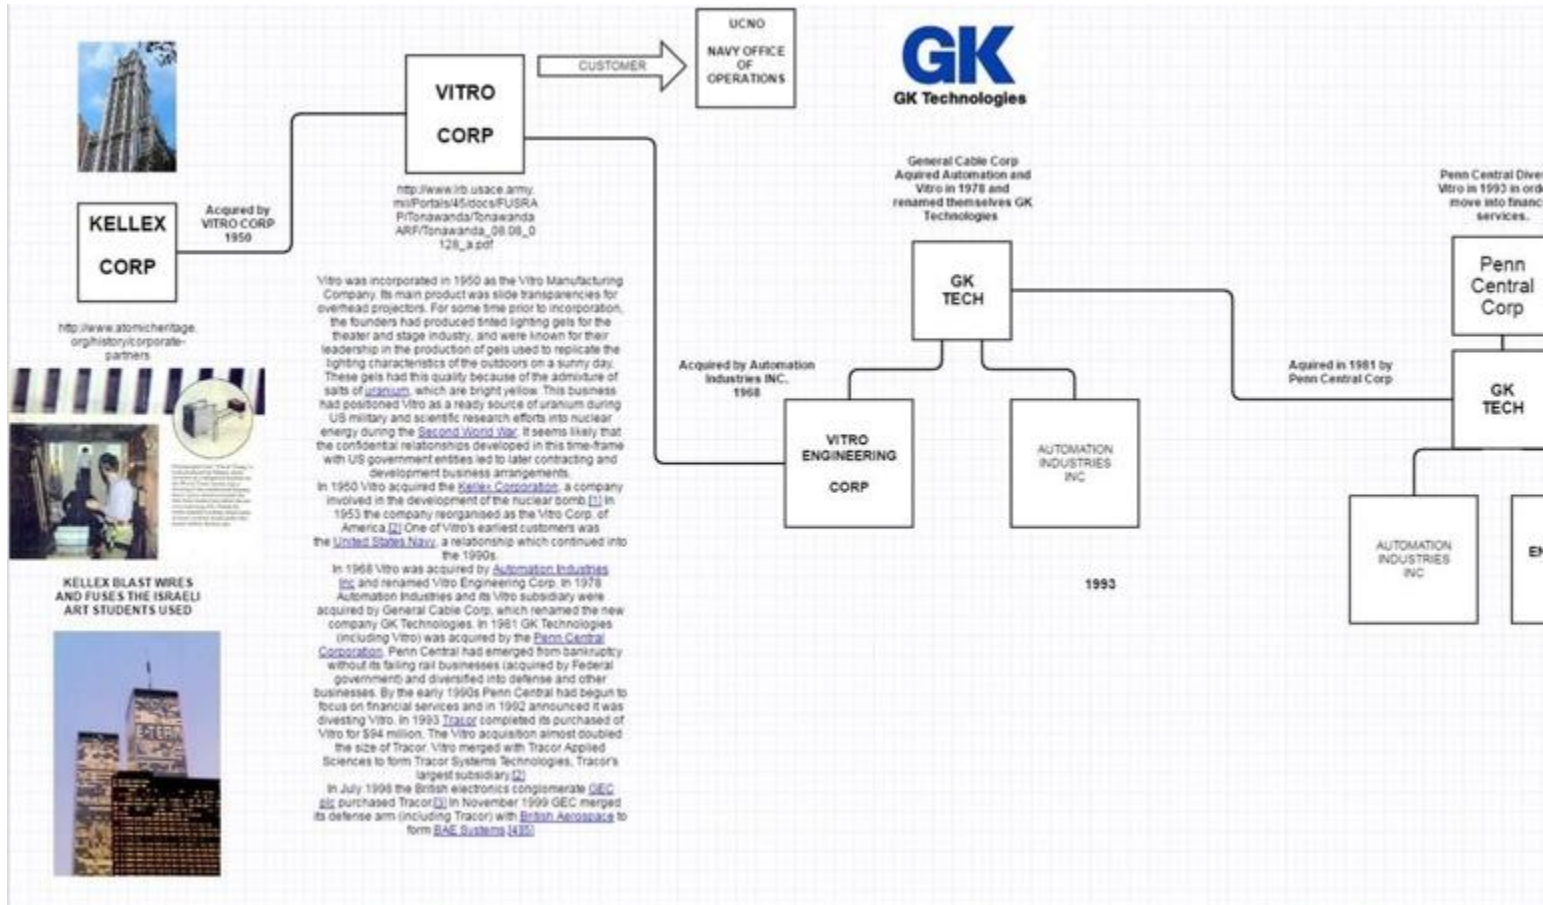 UCNO
NAVY OFFICE
OF
OPERATIONS
CUSTOMER
VITRO
CORP
GK
GK Technologies
General Cable Corp
Aquired Automation and
Vitro in 1978 and
renamed themselves GK
Technologies
Penn Central Dive
Vitro in 1993 in orde
move into financ
services.
KELLEX
CORP
Acqured by
VITRO CORP
1950
http://www.lrb.usace.army.
mil/Portals/45/docs/FUSRA
P/Tonawanda/Tonawanda
ARF/Tonawanda_08.08_0
128_a.pdf
Penn
Central
Corp
GK
TECH
http://www.atomicheritage.
org/history/corporate-
partners
Vitro was incorporated in 1950 as the Vitro Manufacturing
Company. Its main product was slide transparencies for
overhead projectors. For some time prior to incorporation,
the founders had produced tinted lighting gels for the
theater and stage industry, and were known for their
leadership in the production of gels used to replicate the
lighting characteristics of the outdoors on a sunny day.
These gels had this quality because of the admixture of
salts of uranium, which are bright yellow. This business
had positioned Vitro as a ready source of uranium during
US military and scientific research efforts into nuclear
energy during the Second World War. It seems likely that
the confidential relationships developed in this time-frame
with US government entities led to later contracting and
development business arrangements.
In 1950 Vitro acquired the Kellex Corporation, a company
involved in the development of the nuclear bomb.[1] In
1953 the company reorganised as the Vitro Corp. of
America.[2] One of Vitro's earliest customers was
the United States Navy, a relationship which continued into
the 1990s.
In 1968 Vitro was acquired by Automation Industries
Inc and renamed Vitro Engineering Corp. In 1978
Automation Industries and its Vitro subsidiary were
acquired by General Cable Corp, which renamed the new
company GK Technologies. In 1981 GK Technologies
(including Vitro) was acquired by the Penn Central
Corporation. Penn Central had emerged from bankruptcy
without its failing rail businesses (acquired by Federal
government) and diversified into defense and other
businesses. By the early 1990s Penn Central had begun to
focus on financial services and in 1992 announced it was
divesting Vitro. In 1993 Tracor completed its purchased of
Vitro for $94 million. The Vitro acquisition almost doubled
the size of Tracor. Vitro merged with Tracor Applied
Sciences to form Tracor Systems Technologies, Tracor's
largest subsidiary.[2]
In July 1998 the British electronics conglomerate GEC
plc purchased Tracor.[3] In November 1999 GEC merged
its defense arm (including Tracor) with British Aerospace to
form BAE Systems.[4][5]
Acquired by Automation
Industries INC.
1968
Aquired in 1981 by
Penn Central Corp
GK
TECH
VITRO
ENGINEERING
CORP
AUTOMATION
INDUSTRIES
INC
AUTOMATION
INDUSTRIES
INC
EN
1993
KELLEX BLAST WIRES
AND FUSES THE ISRAELI
ART STUDENTS USED